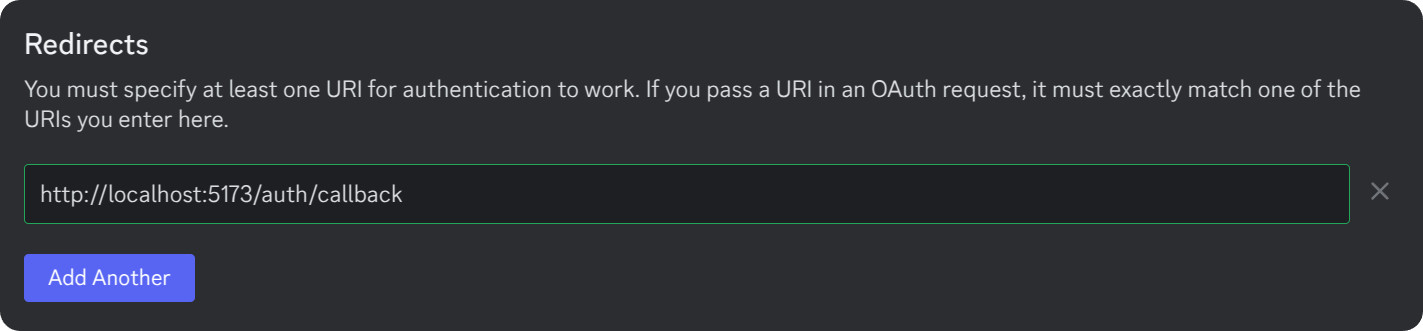 Redirects
You must specify at least one URI for authentication to work. If you pass a URI in an OAuth request, it must exactly match one of the
URIs you enter here.
http://localhost:5173/auth/callback
Add Another